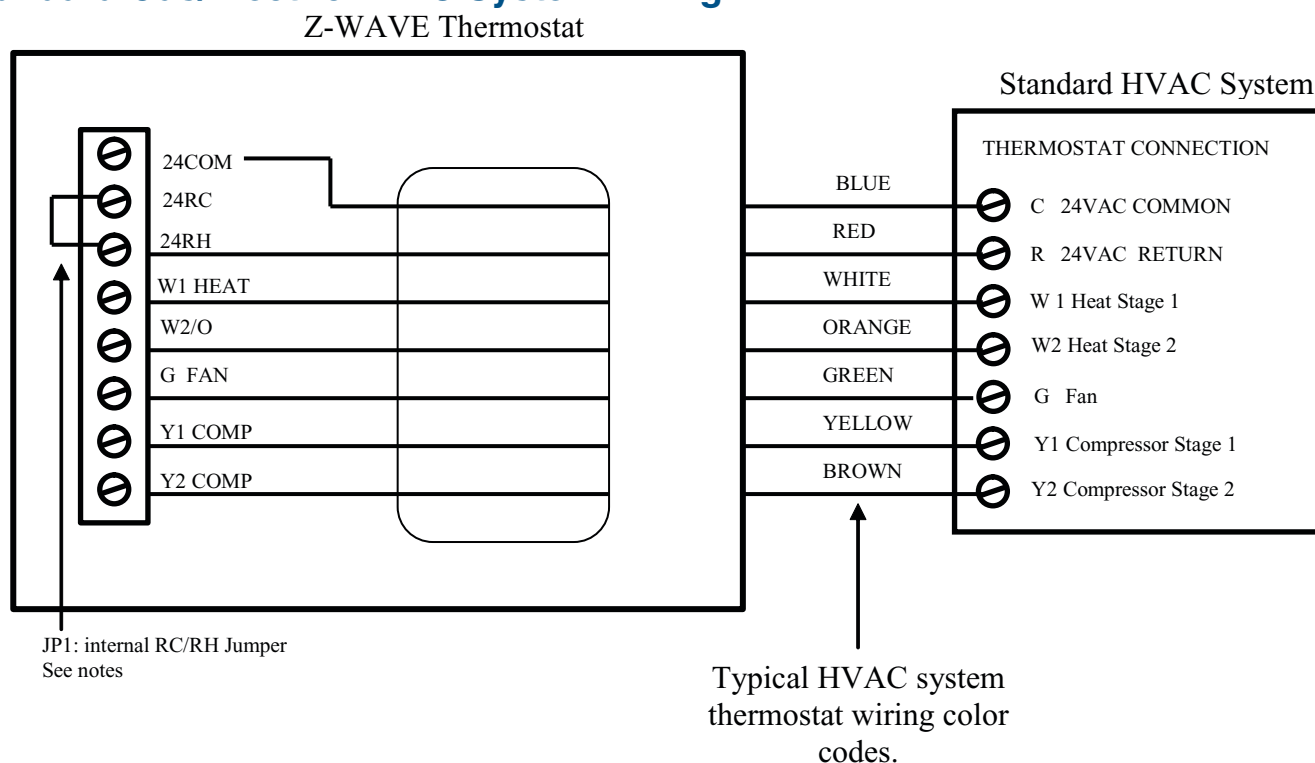 Z-WAVE Thermostat
Standard HVAC System
THERMOSTAT CONNECTION
24COM
24RC
24RH
W1 HEAT
W2/O
G FAN
Y1 COMP
Y2 COMP
BLUE
RED
WHITE
ORANGE
GREEN
YELLOW
BROWN
C 24VAC COMMON
R 24VAC RETURN
W 1 Heat Stage 1
W2 Heat Stage 2
G Fan
Y1 Compressor Stage 1
Y2 Compressor Stage 2
JP1: internal RC/RH Jumper
See notes
Typical HVAC system
thermostat wiring color
codes.